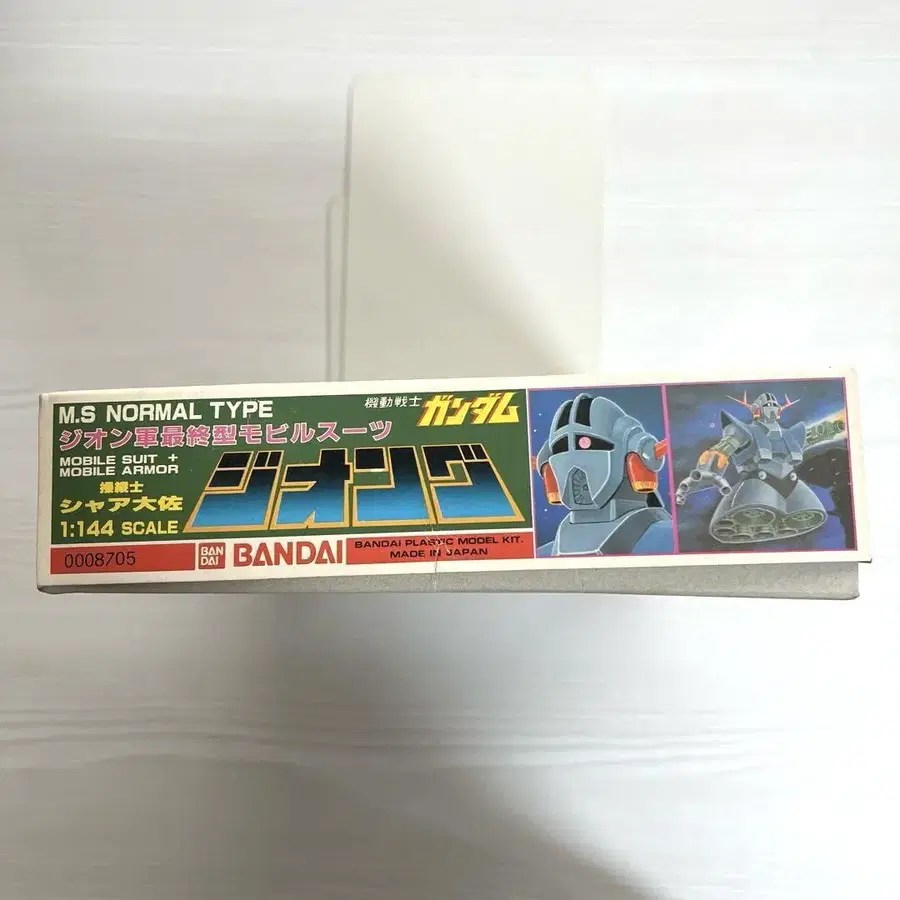 M.S NORMAL TYPE
機動戦士 ガンダム
ジオン軍最終型モビルスーツ
MOBILE SUIT +
MOBILE ARMOR
操縦士
シャア大佐
1:144 SCALE
ジオング
0008705
BAN
DAI
BANDAI
BANDAI PLASTIC MODEL KIT.
MADE IN JAPAN